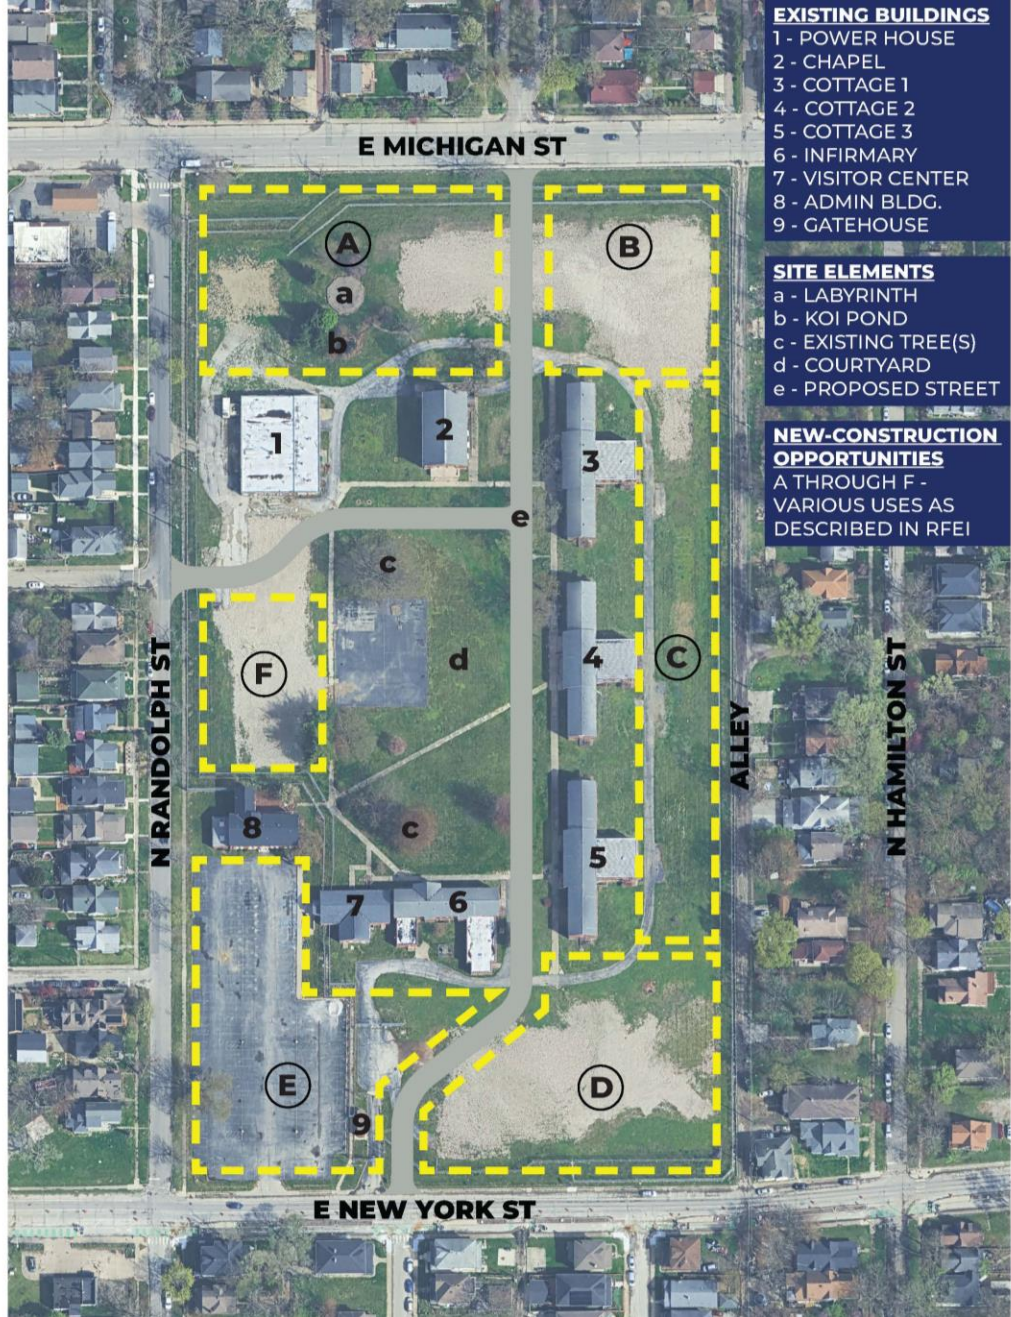 EXISTING BUILDINGS
1 - POWER HOUSE
2 - CHAPEL
3 - COTTAGE 1
4 - COTTAGE 2
5 - COTTAGE 3
6 - INFIRMARY
7 - VISITOR CENTER
8 - ADMIN BLDG.
9 - GATEHOUSE
SITE ELEMENTS
a - LABYRINTH
b - KOI POND
c - EXISTING TREE(S)
d - COURTYARD
e - PROPOSED STREET
NEW-CONSTRUCTION
OPPORTUNITIES
A THROUGH F -
VARIOUS USES AS
DESCRIBED IN RFEI
E MICHIGAN ST
A
B
a
b
1
2
3
e
c
4
d
C
F
N RANDOLPH ST
ALLEY
N HAMILTON ST
8
c
5
7
6
E
D
9
E NEW YORK ST